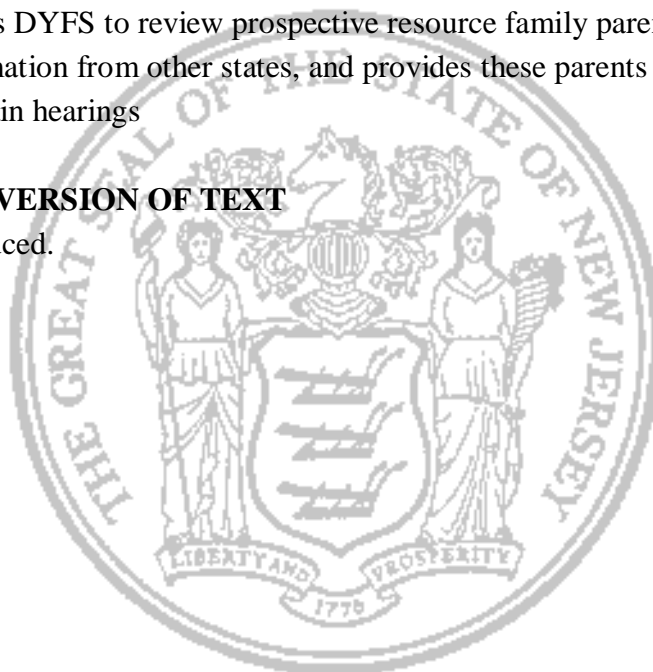 s DYFS to review prospective resource family pare
nation from other states, and provides these parents
in hearings
VERSION OF TEXT
ced.
THE GREAT SEAL OF THE STATE OF NEW JERSEY
LIBERTY AND PROSPERITY
1776